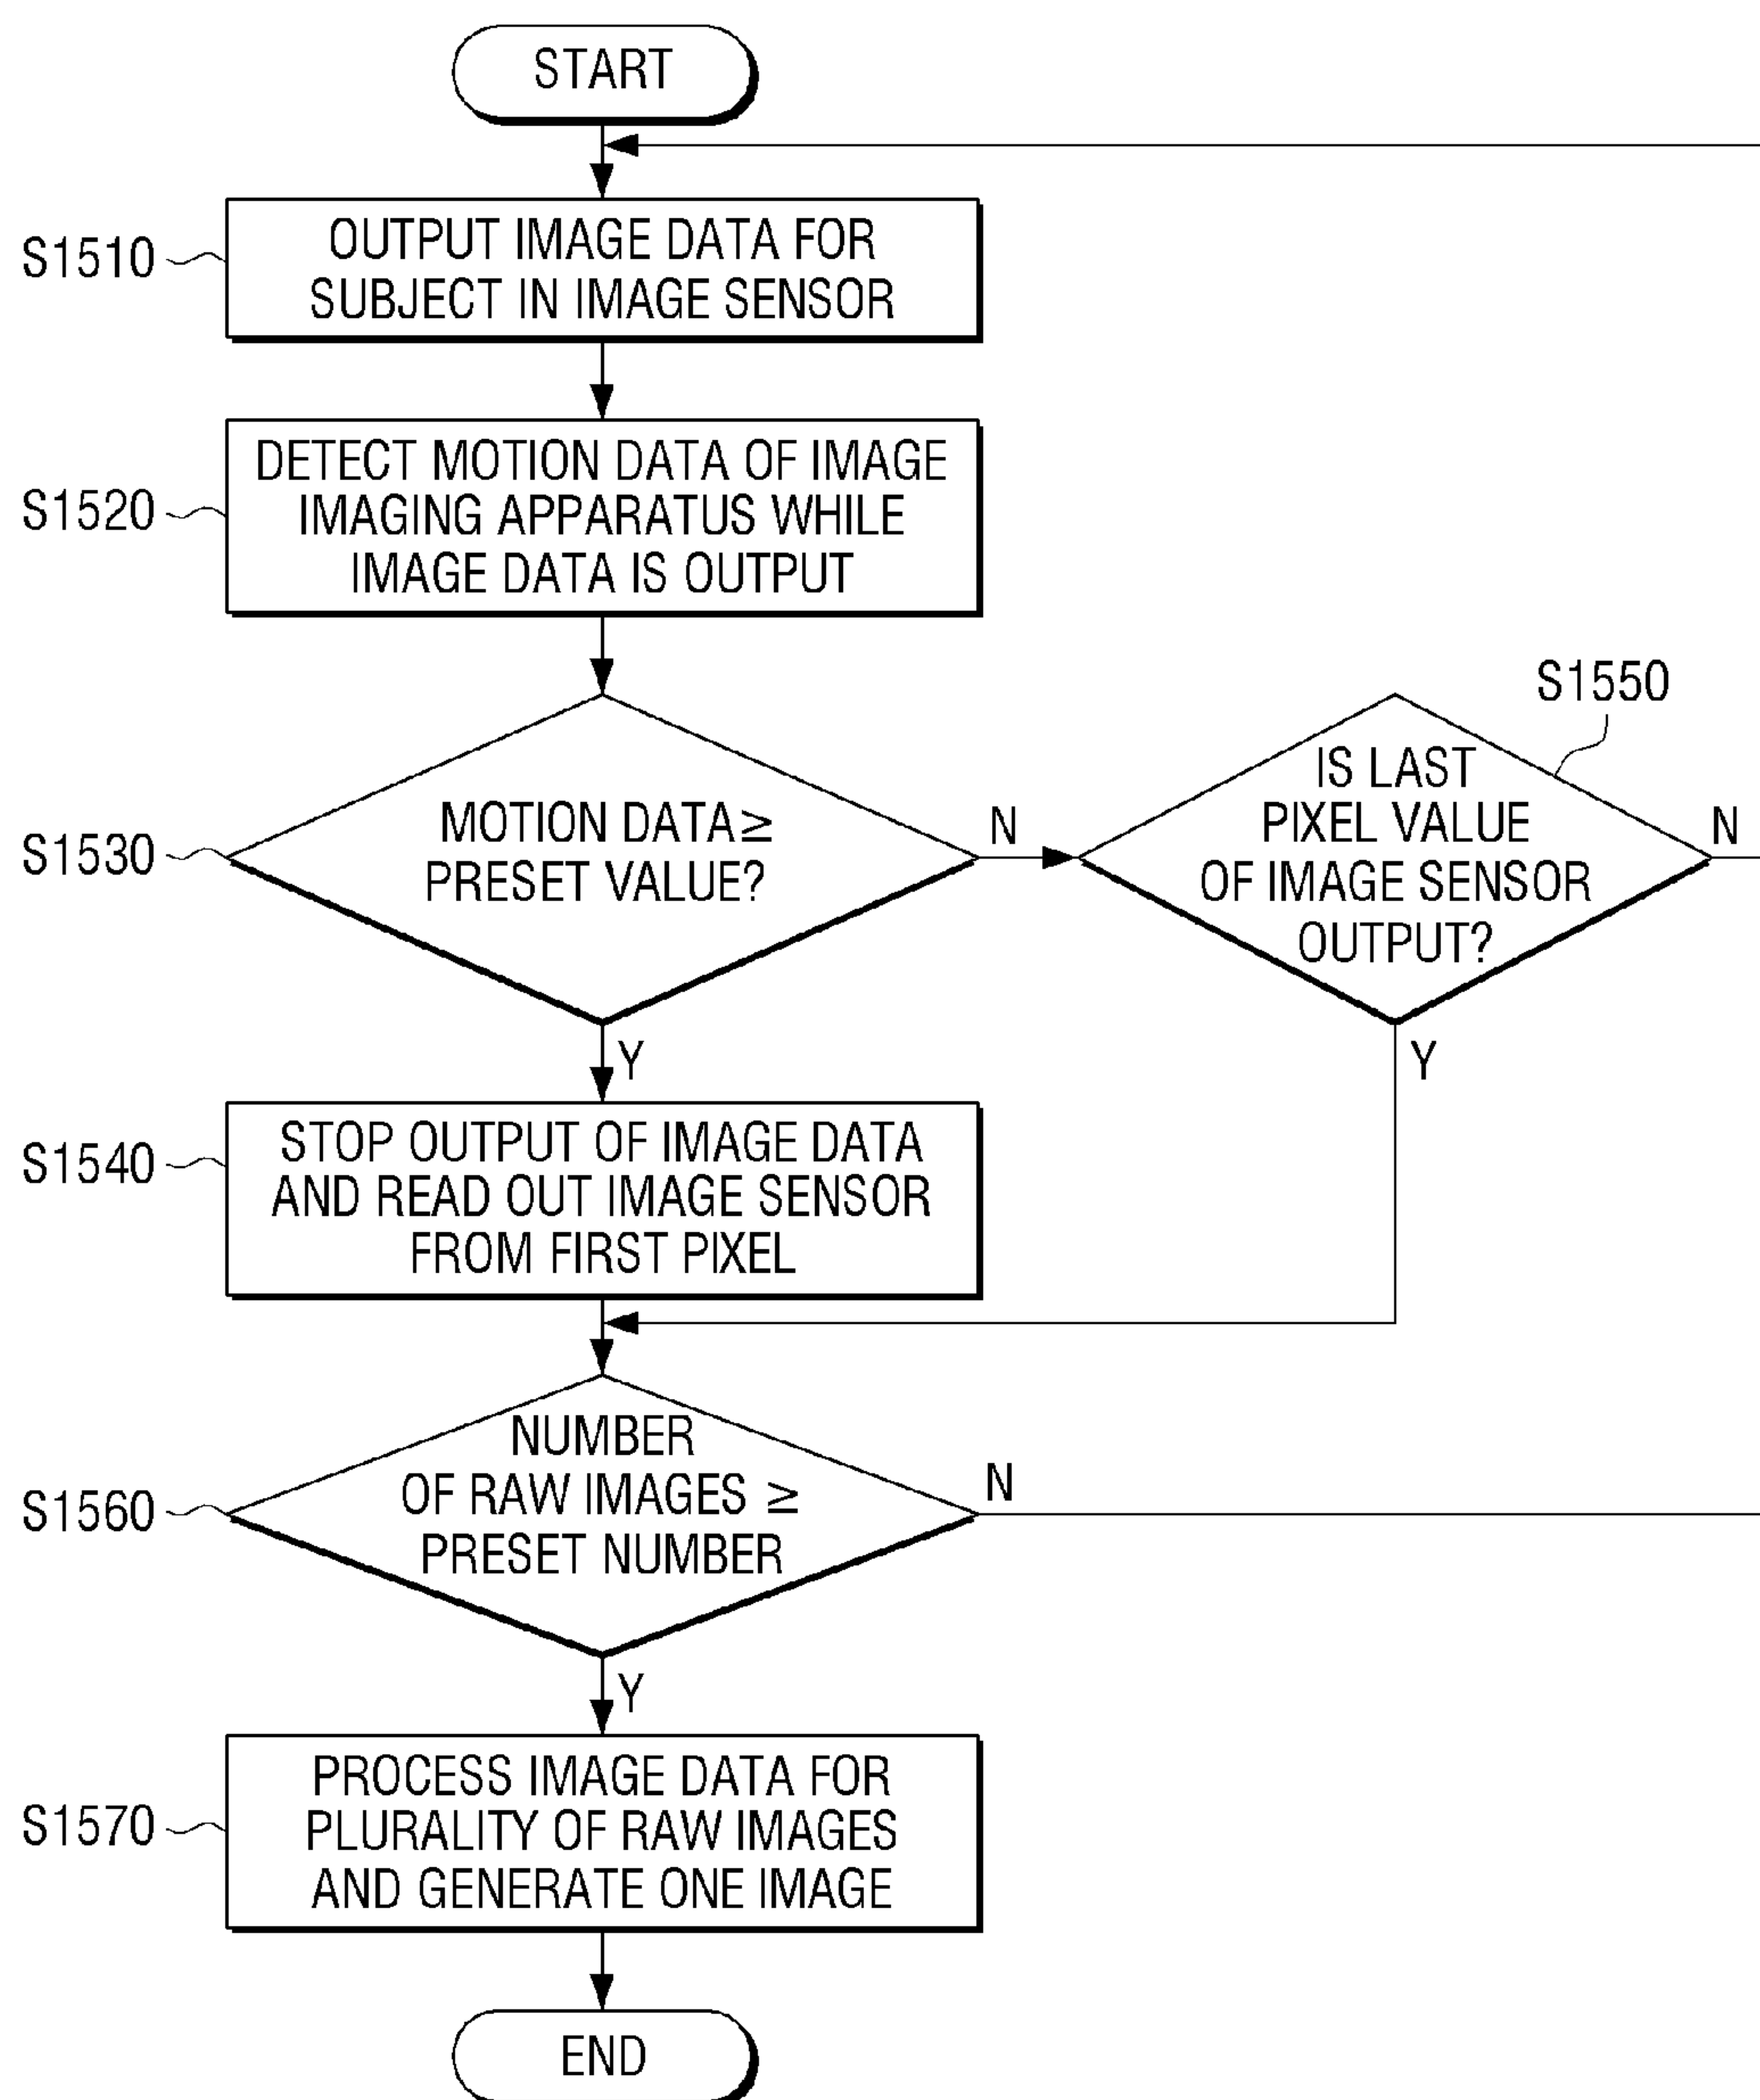 START
S1510
OUTPUT IMAGE DATA FOR
SUBJECT IN IMAGE SENSOR
S1520
DETECT MOTION DATA OF IMAGE
IMAGING APPARATUS WHILE
IMAGE DATA IS OUTPUT
S1530
MOTION DATA≥
PRESET VALUE?
N
S1550
IS LAST
PIXEL VALUE
OF IMAGE SENSOR
OUTPUT?
N
Y
Y
S1540
STOP OUTPUT OF IMAGE DATA
AND READ OUT IMAGE SENSOR
FROM FIRST PIXEL
S1560
NUMBER
OF RAW IMAGES ≥
PRESET NUMBER
N
Y
S1570
PROCESS IMAGE DATA FOR
PLURALITY OF RAW IMAGES
AND GENERATE ONE IMAGE
END